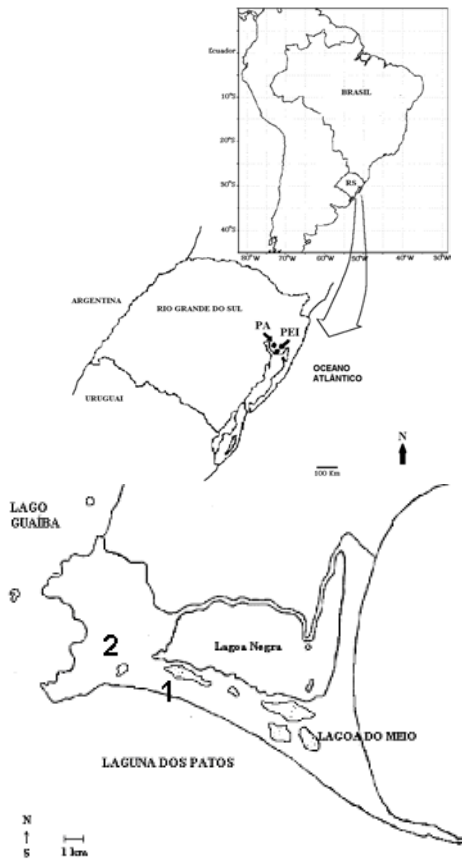 Ecuador
BRASIL
10°S
20°S
RS
30°S
40°S
80°W 70°W 60°W 50°W 40°W 30°W
ARGENTINA
RIO GRANDE DO SUL
PA PEI
OCEANO
ATLÂNTICO
URUGUAI
N
100 Km
LAGO
GUAÍBA
2
Lagoa Negra
1
LAGOA DO MEIO
LAGUNA DOS PATOS
N
S
1 km